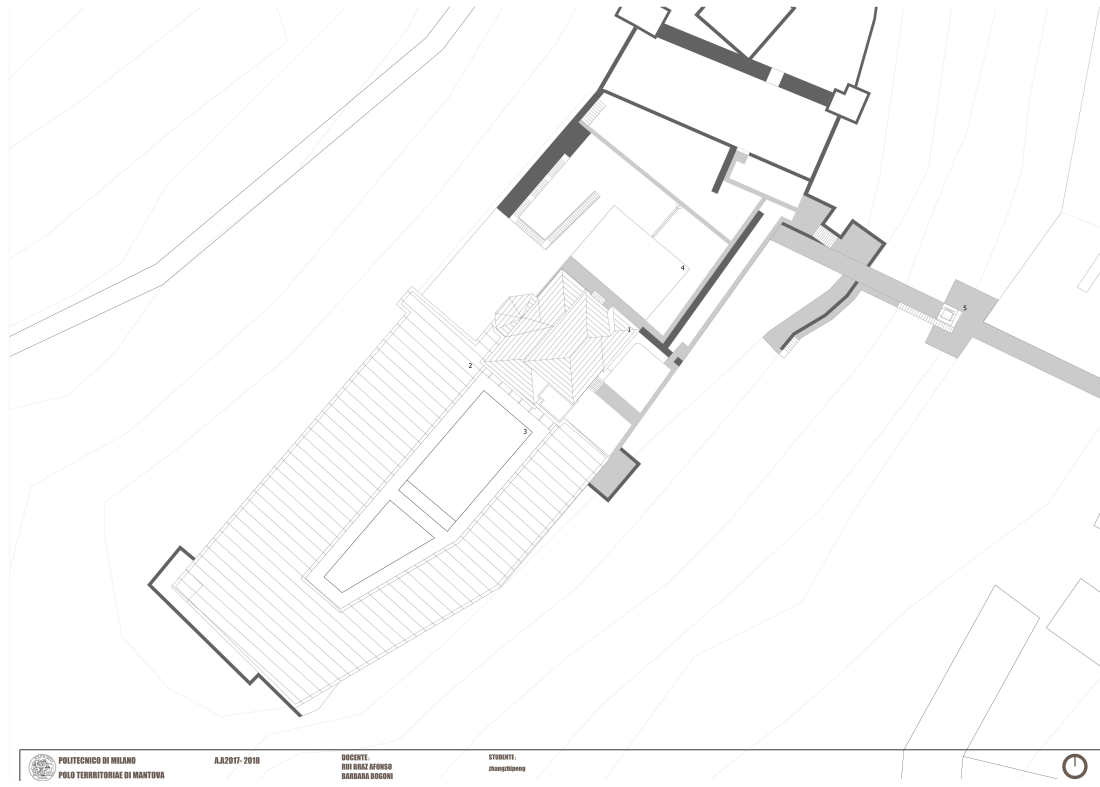 4
5
1
2
3
POLITECNICO DI MILANO
POLO TERRRITORIAE DI MANTOVA
A.A2017- 2018
DOCENTE:
RUI BRAZ AFONSO
BARBARA BOGONI
STUDENTE:
zhangzhipeng